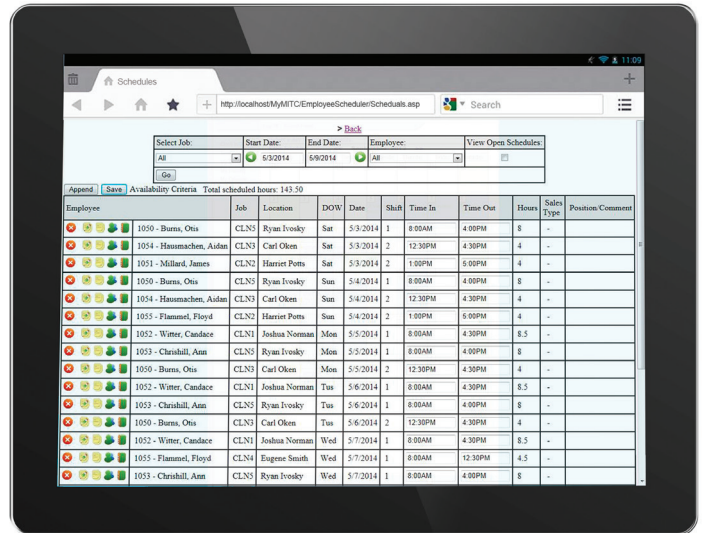 11:09
Schedules
http://localhost/MyMITC/EmployeeScheduler/Scheduals.asp Search
> Back
Select Job: Start Date: End Date: Employee: View Open Schedules:
All 5/3/2014 5/9/2014 All
Go
Append Save Availability Criteria Total scheduled hours: 143.50
Employee Job Location DOW Date Shift Time In Time Out Hours Sales Type Position/Comment
1050 - Burns, Otis CLN5 Ryan Ivosky Sat 5/3/2014 1 8:00AM 4:00PM 8 -
1054 - Hausmachen, Aidan CLN3 Carl Oken Sat 5/3/2014 2 12:30PM 4:30PM 4 -
1051 - Millard, James CLN2 Harriet Potts Sat 5/3/2014 2 1:00PM 5:00PM 4 -
1050 - Burns, Otis CLN5 Ryan Ivosky Sun 5/4/2014 1 8:00AM 4:00PM 8 -
1054 - Hausmachen, Aidan CLN3 Carl Oken Sun 5/4/2014 2 12:30PM 4:30PM 4 -
1055 - Flammel, Floyd CLN2 Harriet Potts Sun 5/4/2014 2 1:00PM 5:00PM 4 -
1052 - Witter, Candace CLN1 Joshua Norman Mon 5/5/2014 1 8:00AM 4:30PM 8.5 -
1053 - Chrishill, Ann CLN5 Ryan Ivosky Mon 5/5/2014 1 8:00AM 4:00PM 8 -
1050 - Burns, Otis CLN3 Carl Oken Mon 5/5/2014 2 12:30PM 4:30PM 4 -
1052 - Witter, Candace CLN1 Joshua Norman Tus 5/6/2014 1 8:00AM 4:30PM 8.5 -
1053 - Chrishill, Ann CLN5 Ryan Ivosky Tus 5/6/2014 1 8:00AM 4:00PM 8 -
1050 - Burns, Otis CLN3 Carl Oken Tus 5/6/2014 2 12:30PM 4:30PM 4 -
1052 - Witter, Candace CLN1 Joshua Norman Wed 5/7/2014 1 8:00AM 4:30PM 8.5 -
1055 - Flammel, Floyd CLN4 Eugene Smith Wed 5/7/2014 1 8:00AM 12:30PM 4.5 -
1053 - Chrishill, Ann CLN5 Ryan Ivosky Wed 5/7/2014 1 8:00AM 4:00PM 8 -